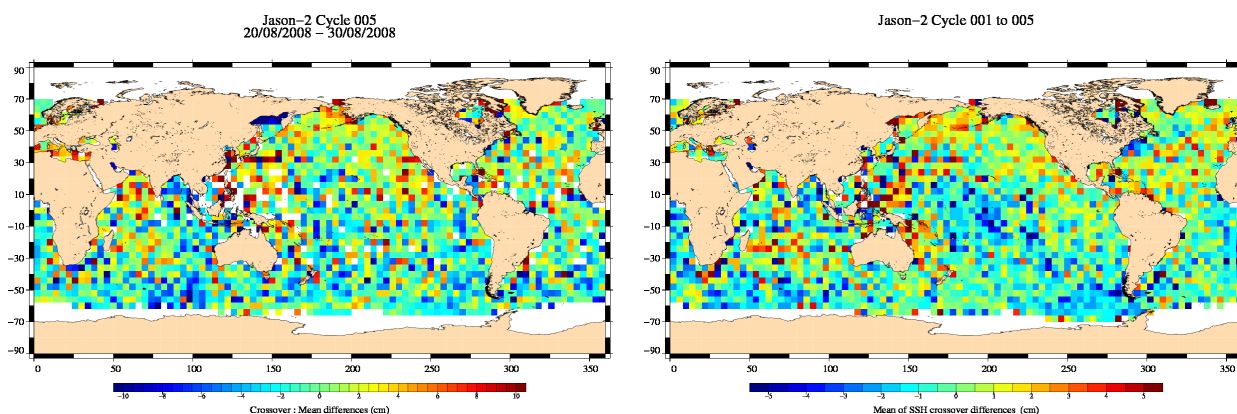 Jason−2 Cycle 005
20/08/2008 − 30/08/2008
90
70
50
30
10
−10
−30
−50
−70
−90
0 50 100 150 200 250 300 350
−10 −8 −6 −4 −2 0 2 4 6 8 10
Crossover : Mean differences (cm)
Jason−2 Cycle 001 to 005
90
70
50
30
10
−10
−30
−50
−70
−90
0 50 100 150 200 250 300 350
−5 −4 −3 −2 −1 0 1 2 3 4 5
Mean of SSH crossover differences (cm)